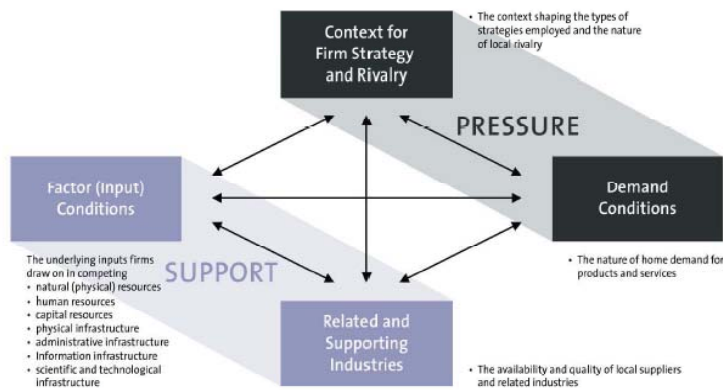 Context for
Firm Strategy
and Rivalry
• The context shaping the types of
strategies employed and the nature
of local rivalry
PRESSURE
Factor (Input)
Conditions
Demand
Conditions
The underlying inputs firms
draw on in competing
• natural (physical) resources
• human resources
• capital resources
• physical infrastructure
• administrative infrastructure
• Information infrastructure
• scientific and technological
infrastructure
SUPPORT
• The nature of home demand for
products and services
Related and
Supporting
Industries
• The availability and quality of local suppliers
and related industries